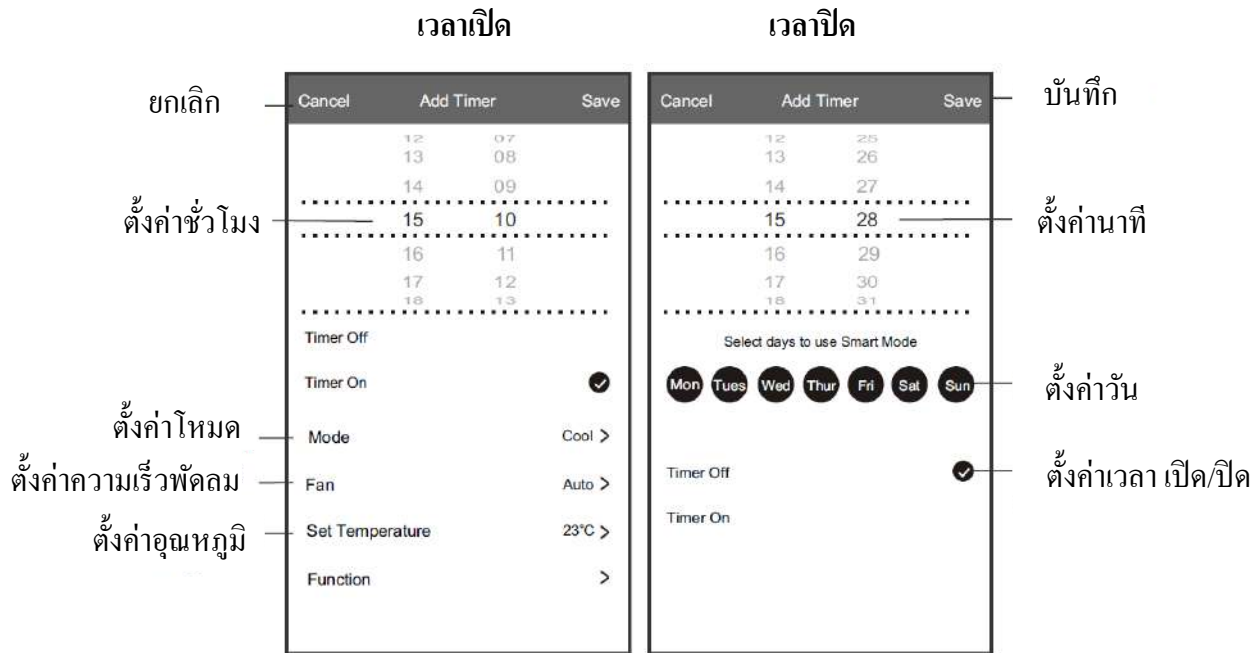 เวลาเปิด
เวลาปิด
ยกเลิก
Cancel Add Timer Save
12 07
13 08
14 09
ตั้งค่าชั่วโมง
15 10
16 11
17 12
18 13
Timer Off
Timer On
ตั้งค่าโหมด
Mode Cool >
ตั้งค่าความเร็วพัดลม
Fan Auto >
ตั้งค่าอุณหภูมิ
Set Temperature 23°C >
Function >
Cancel Add Timer Save
บันทึก
12 25
13 26
14 27
15 28
ตั้งค่านาที
16 29
17 30
18 31
Select days to use Smart Mode
Mon Tues Wed Thur Fri Sat Sun
ตั้งค่าวัน
Timer Off
ตั้งค่าเวลา เปิด/ปิด
Timer On